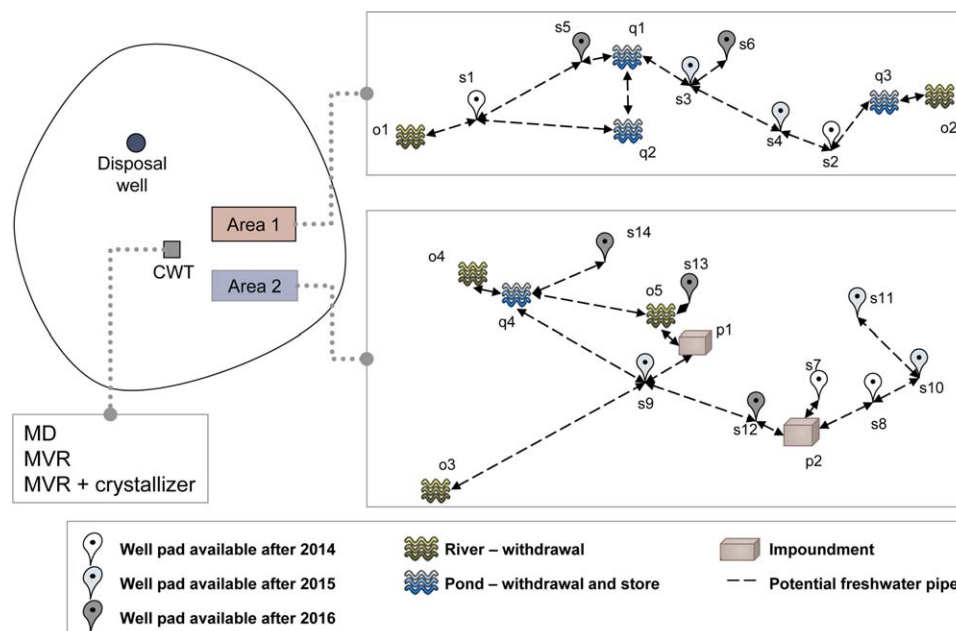 Disposal
well
Area 1
CWT
Area 2
MD
MVR
MVR + crystallizer
s5
q1
s6
s1
s3
q3
o1
q2
s4
s2
o2
s14
o4
s13
o5
s11
q4
p1
s7
s9
s10
s12
s8
o3
p2
Well pad available after 2014
River – withdrawal
Impoundment
Well pad available after 2015
Pond – withdrawal and store
Potential freshwater pipe
Well pad available after 2016